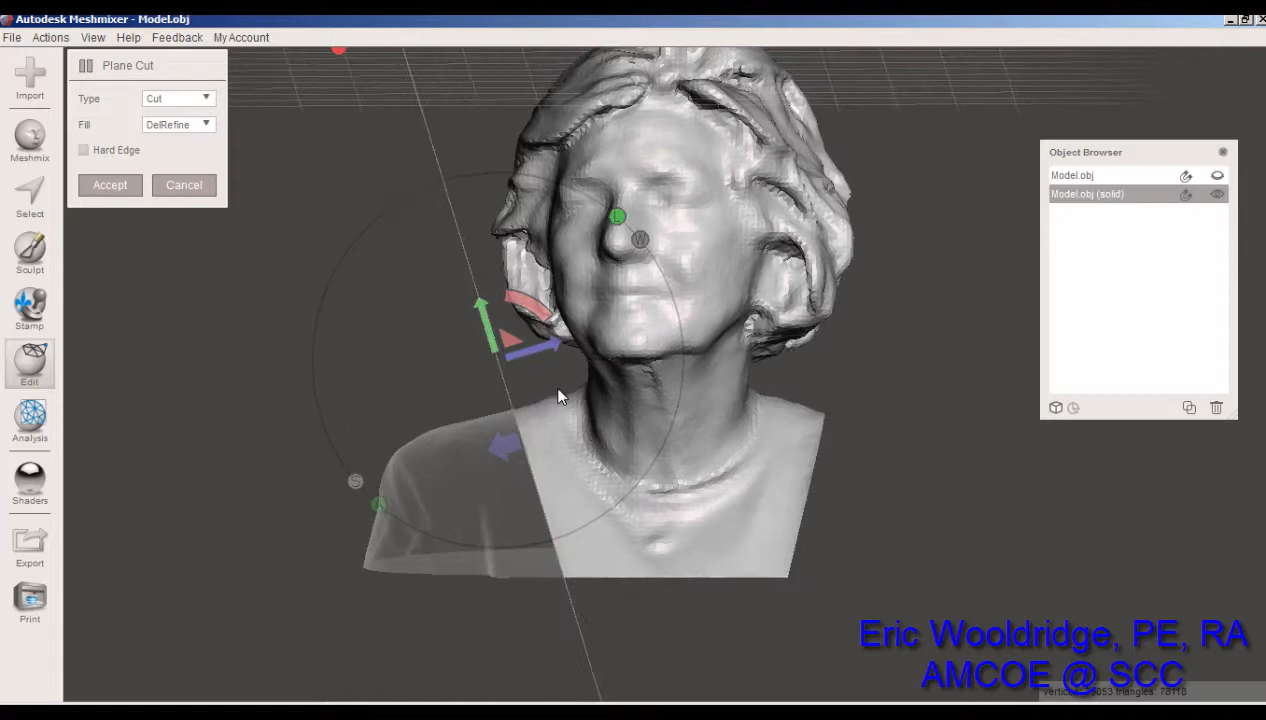 Autodesk Meshmixer - Model.obj
File Actions View Help Feedback My Account
Import
Meshmix
Select
Sculpt
Stamp
Edit
Analysis
Shaders
Export
Print
Plane Cut
Type Cut
Fill DelRefine
Hard Edge
Accept Cancel
L
W
S
Object Browser
Model.obj
Model.obj (solid)
Eric Wooldridge, PE, RA
AMCOE @ SCC
triangles: 78118